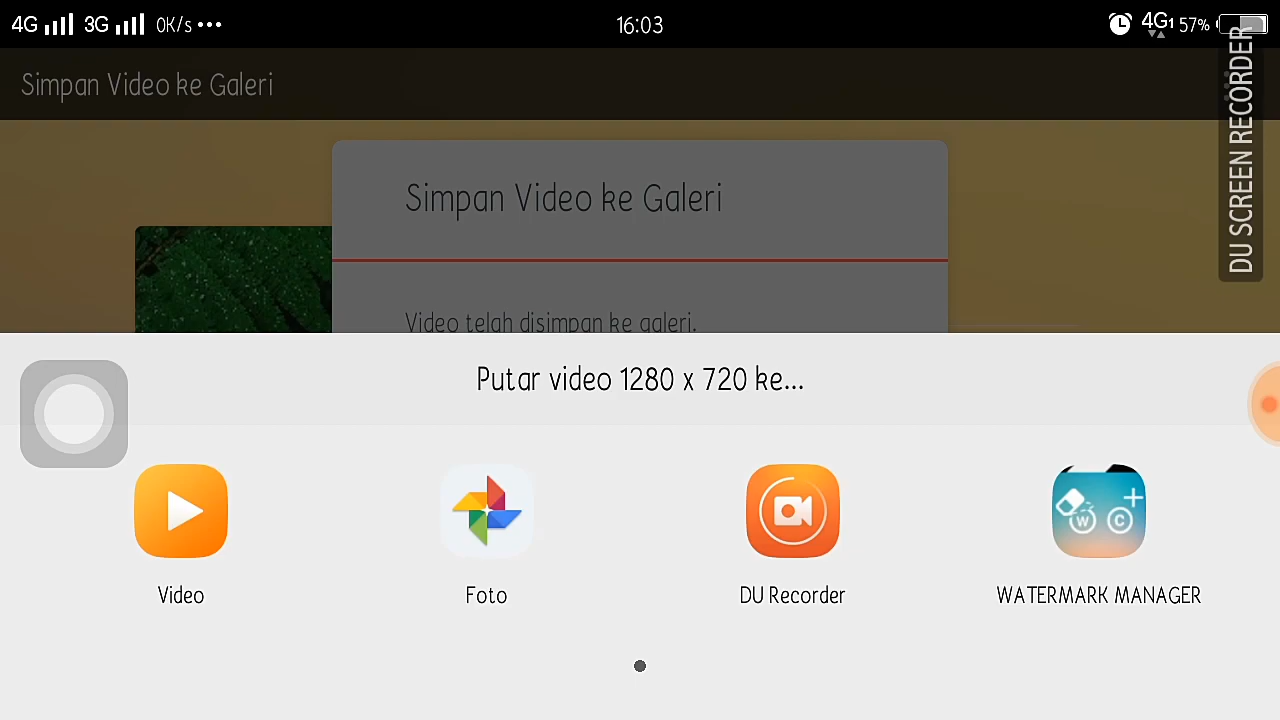 4G 3G 0K/s •••
16:03
4G1 57%
Simpan Video ke Galeri
DU SCREEN RECORDER
Simpan Video ke Galeri
Video telah disimpan ke galeri.
Putar video 1280 x 720 ke...
W C
Video
Foto
DU Recorder
WATERMARK MANAGER